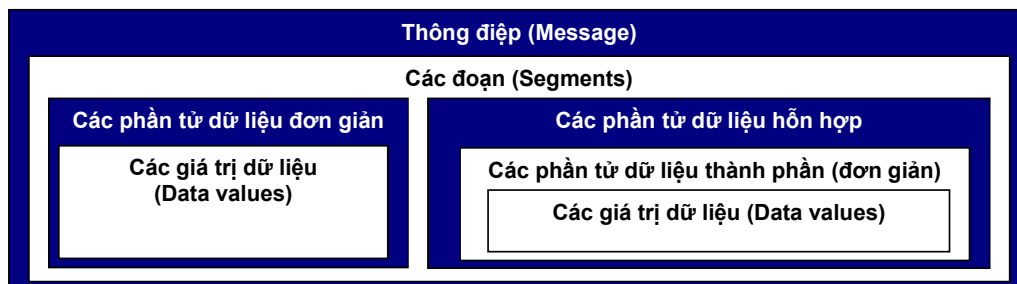 Thông điệp (Message)
Các đoạn (Segments)
Các phần tử dữ liệu đơn giản
Các giá trị dữ liệu
(Data values)
Các phần tử dữ liệu hỗn hợp
Các phần tử dữ liệu thành phần (đơn giản)
Các giá trị dữ liệu (Data values)